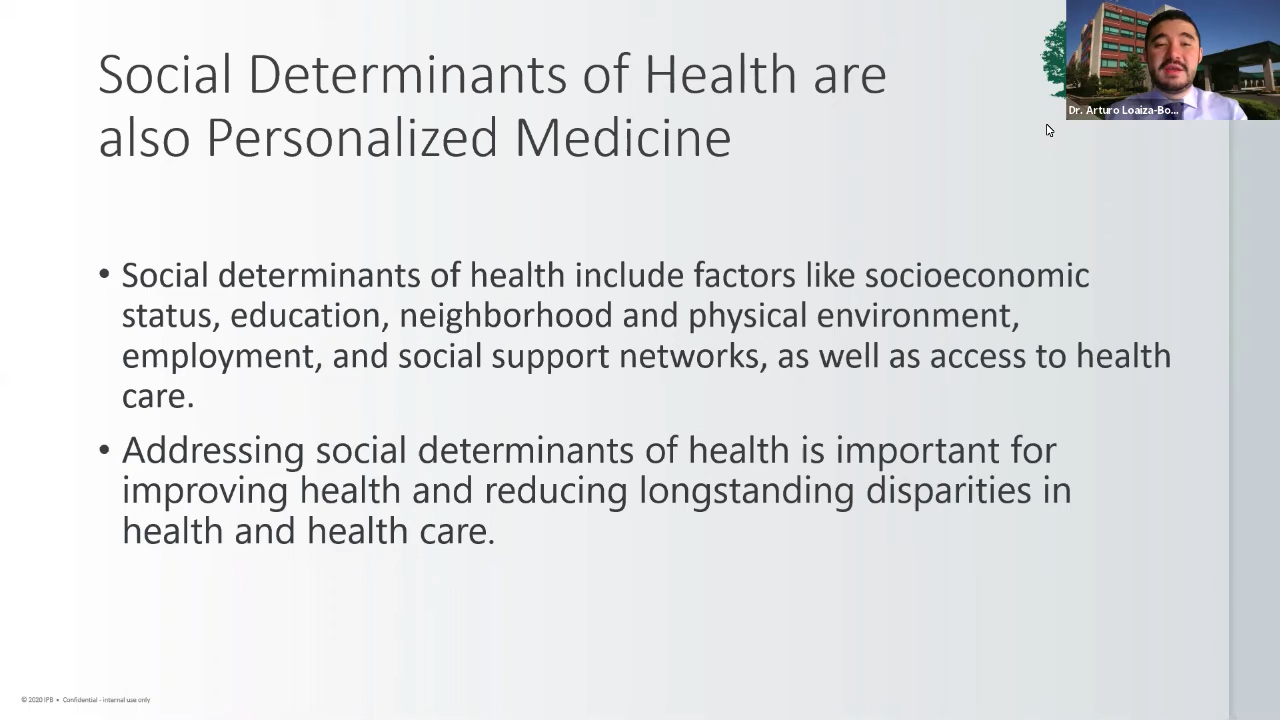 Social Determinants of Health are
also Personalized Medicine
Dr. Arturo Loaiza-Bo...
• Social determinants of health include factors like socioeconomic
status, education, neighborhood and physical environment,
employment, and social support networks, as well as access to health
care.
• Addressing social determinants of health is important for
improving health and reducing longstanding disparities in
health and health care.
© 2020 IPB • Confidential - internal use only